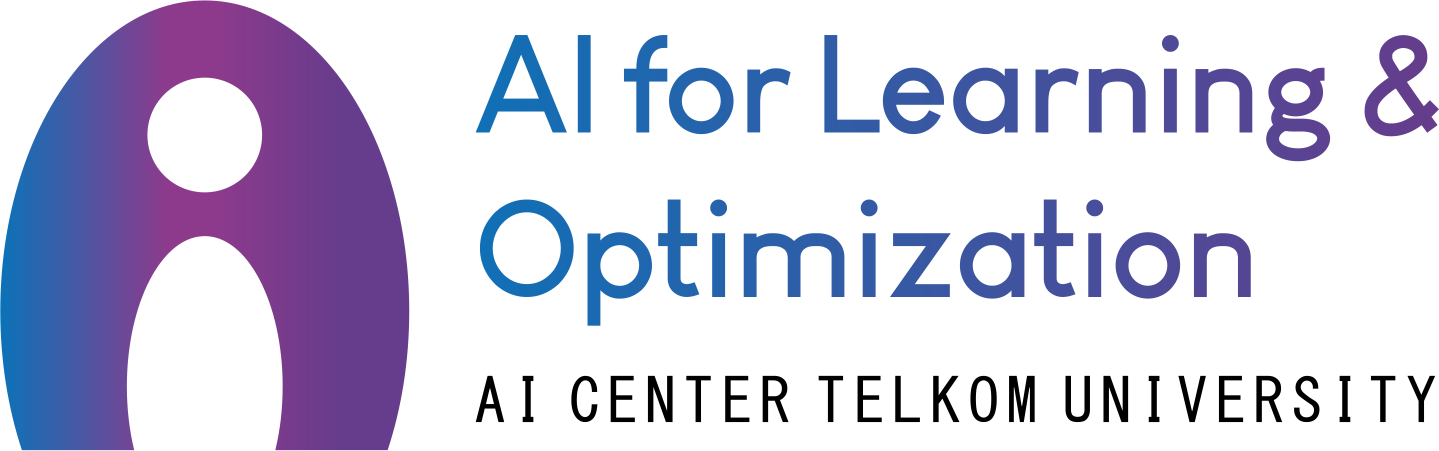 AI for Learning &
Optimization
AI CENTER TELKOM UNIVERSITY